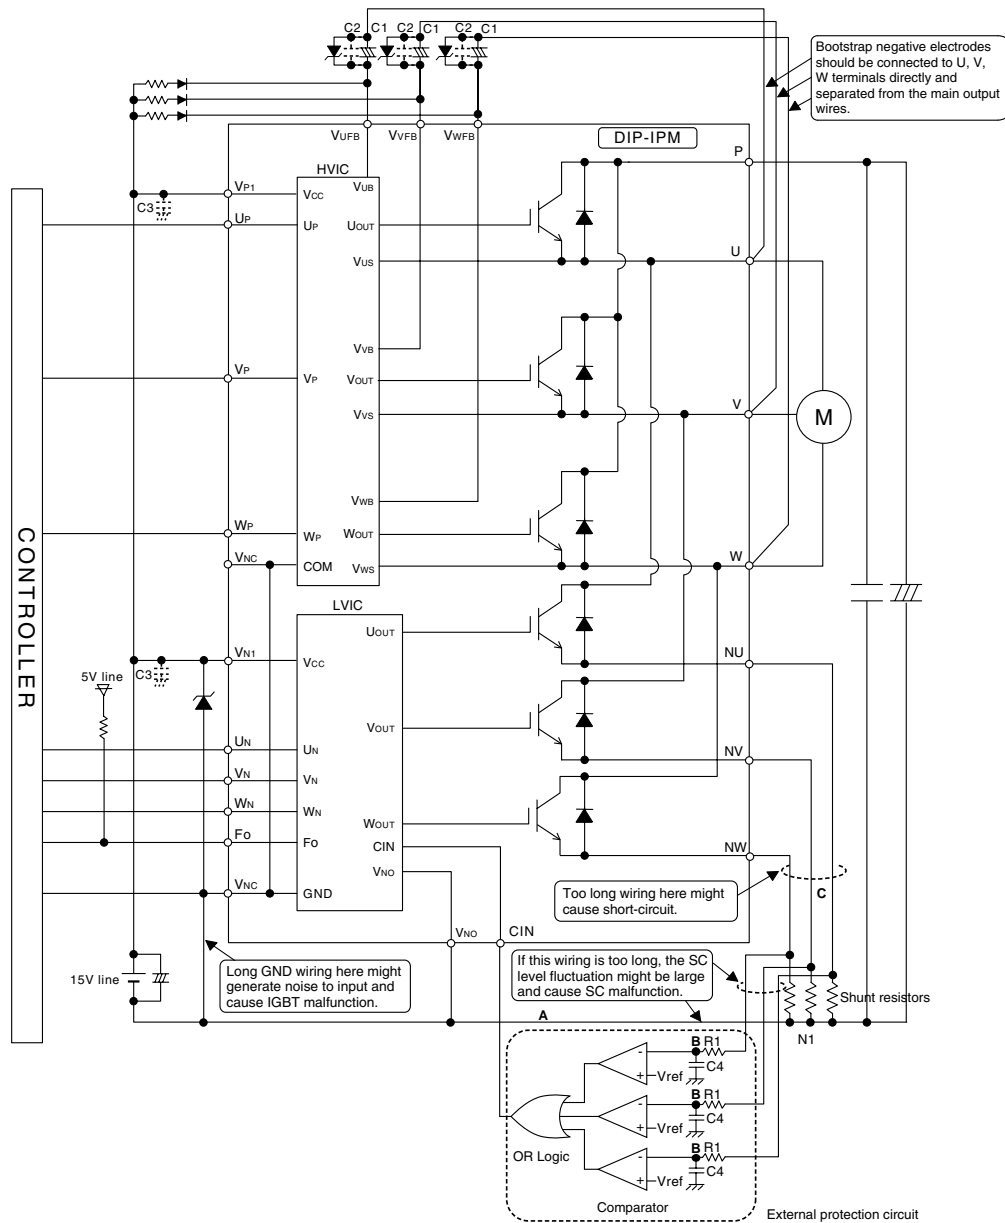 C2 C1 C2 C1 C2 C1
Bootstrap negative electrodes
should be connected to U, V,
W terminals directly and
separated from the main output
wires.
VUFB VVFB VWFB
DIP-IPM
P
HVIC
VP1
VCC
VUB
C3
UP
UP
UOUT
U
VUS
VVB
VP
VP
VOUT
V
VVS
M
VWB
WP
WP
WOUT
VNC
COM
VWS
W
CONTROLLER
LVIC
UOUT
VN1
VCC
NU
C3
5V line
VOUT
UN
UN
NV
VN
VN
WN
WN
WOUT
FO
FO
CIN
NW
VNO
VNC
GND
Too long wiring here might
cause short-circuit.
C
VNO
CIN
Long GND wiring here might
generate noise to input and
cause IGBT malfunction.
If this wiring is too long, the SC
level fluctuation might be large
and cause SC malfunction.
15V line
Shunt resistors
A
N1
B R1
-
+
Vref
C4
B R1
-
+
Vref
C4
B R1
-
+
Vref
C4
OR Logic
Comparator
External protection circuit